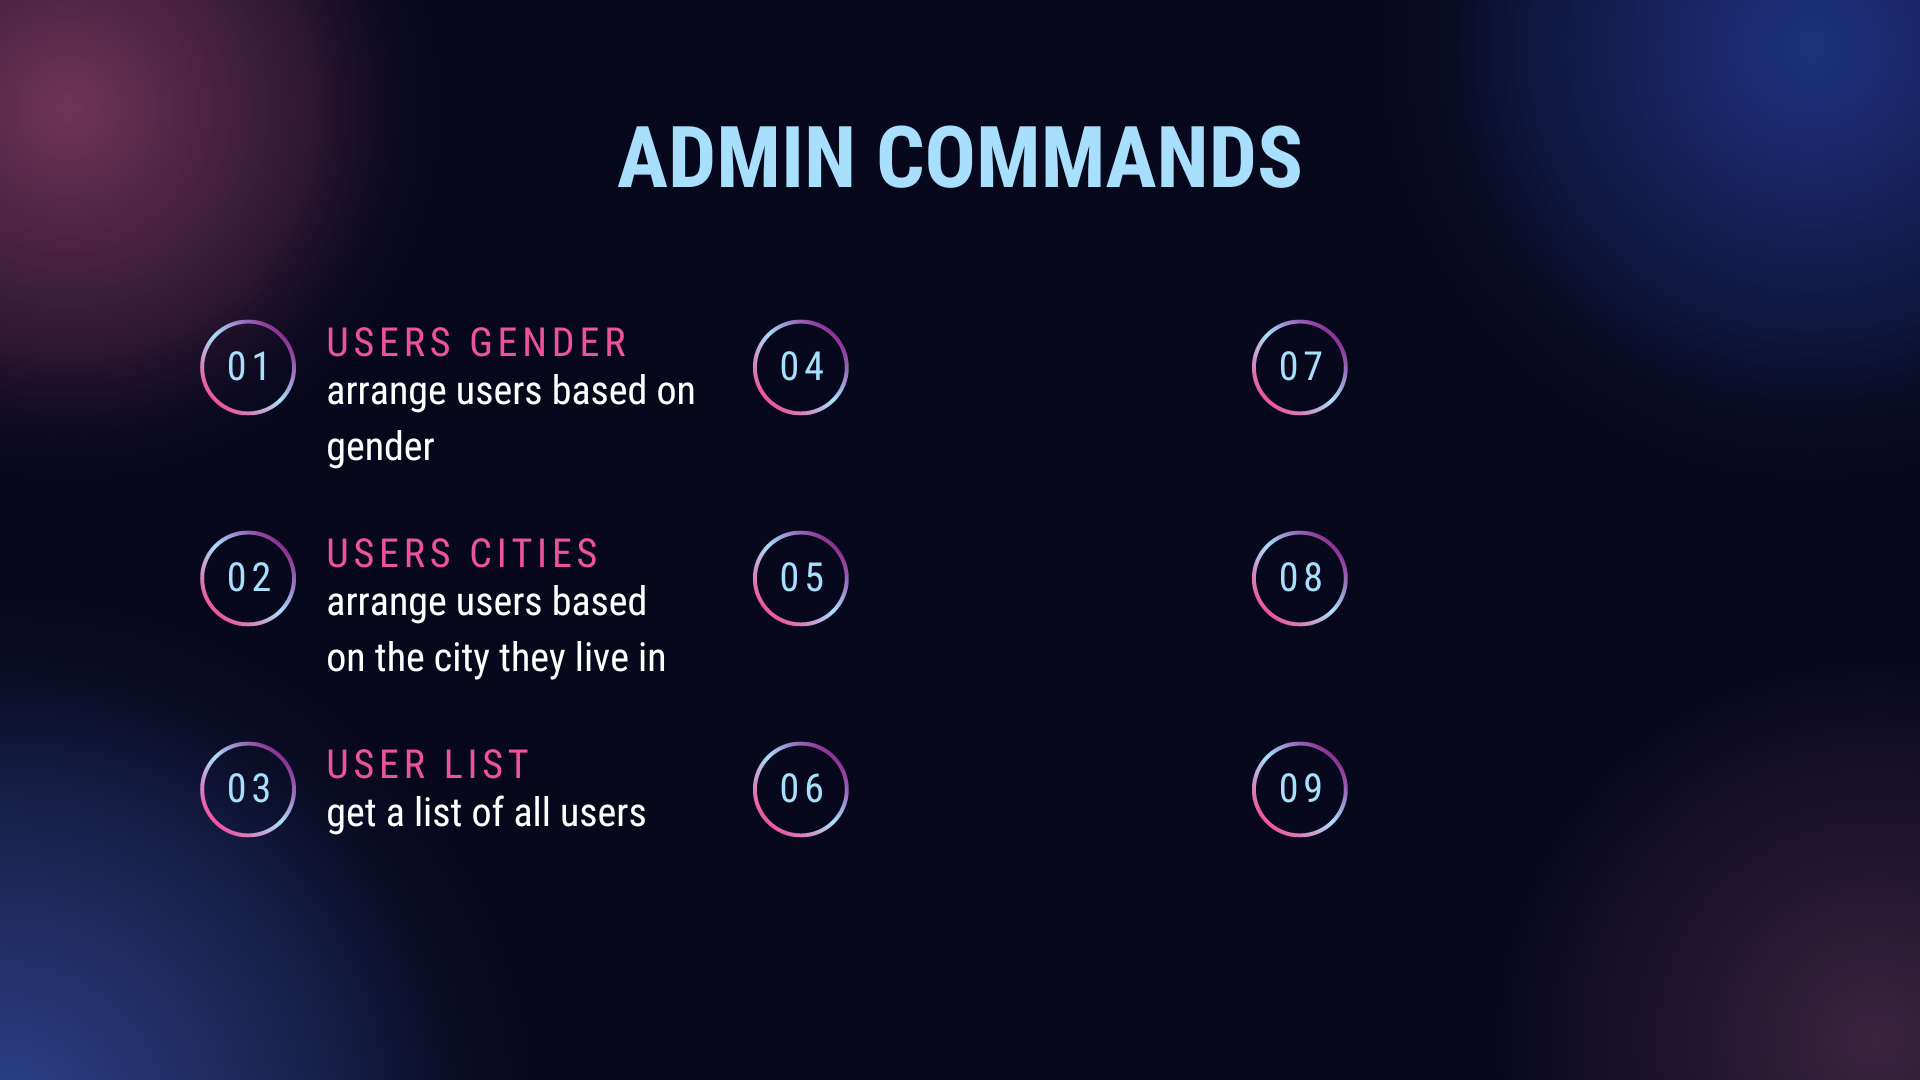 ADMIN COMMANDS
01
USERS GENDER
arrange users based on
gender
02
USERS CITIES
arrange users based
on the city they live in
03
USER LIST
get a list of all users
04
05
06
07
08
09